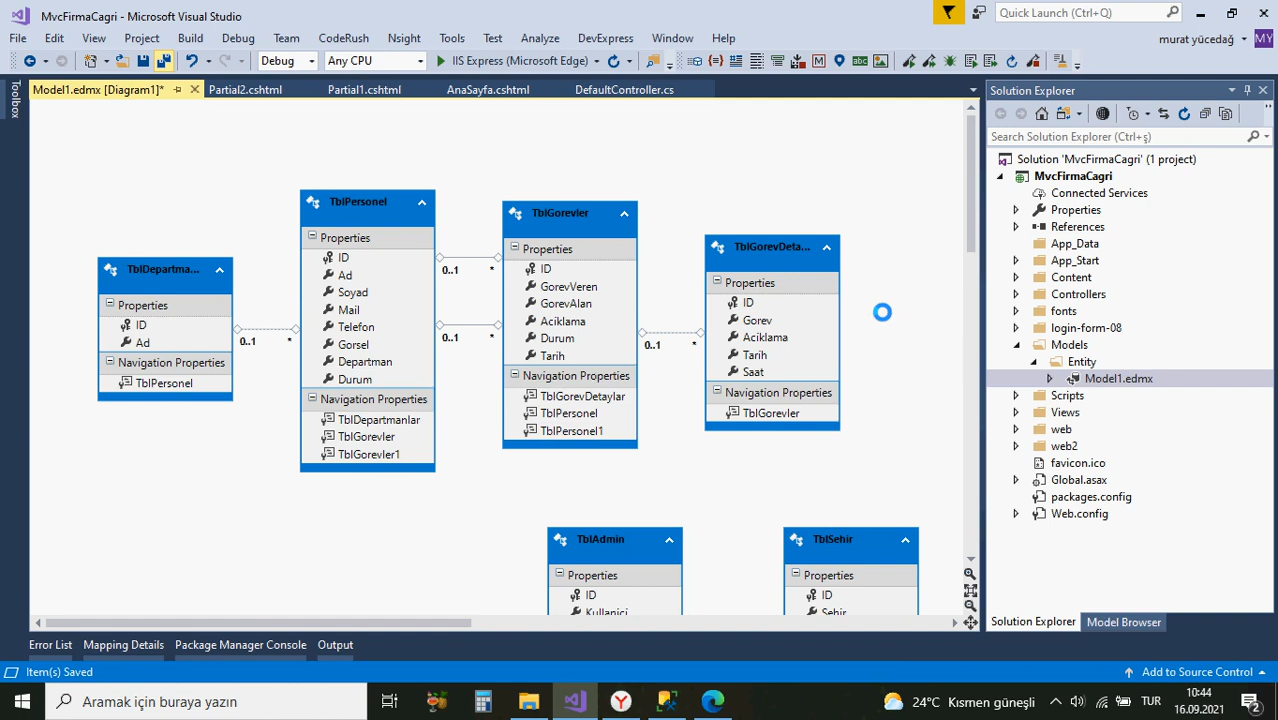 MvcFirmaCagri - Microsoft Visual Studio
Quick Launch (Ctrl+Q)
File Edit View Project Build Debug Team CodeRush Nsight Tools Test Analyze DevExpress Window Help
murat yücedağ MY
Debug Any CPU IIS Express (Microsoft Edge)
Toolbox
Model1.edmx [Diagram1]* Partial2.cshtml Partial1.cshtml AnaSayfa.cshtml DefaultController.cs
TblDepartma...
Properties
ID
Ad
Navigation Properties
TblPersonel
0..1 *
TblPersonel
Properties
ID
Ad
Soyad
Mail
Telefon
Gorsel
Departman
Durum
Navigation Properties
TblDepartmanlar
TblGorevler
TblGorevler1
0..1 *
0..1 *
TblGorevler
Properties
ID
GorevVeren
GorevAlan
Aciklama
Durum
Tarih
Navigation Properties
TblGorevDetaylar
TblPersonel
TblPersonel1
0..1 *
TblGorevDeta...
Properties
ID
Gorev
Aciklama
Tarih
Saat
Navigation Properties
TblGorevler
TblAdmin
Properties
ID
Kullanici
TblSehir
Properties
ID
Sehir
Solution Explorer
Search Solution Explorer (Ctrl+ş)
Solution 'MvcFirmaCagri' (1 project)
MvcFirmaCagri
Connected Services
Properties
References
App_Data
App_Start
Content
Controllers
fonts
login-form-08
Models
Entity
Model1.edmx
Scripts
Views
web
web2
favicon.ico
Global.asax
packages.config
Web.config
Solution Explorer Model Browser
Error List Mapping Details Package Manager Console Output
Item(s) Saved
Add to Source Control
Aramak için buraya yazın
24°C Kısmen güneşli
TUR
10:44
16.09.2021
2